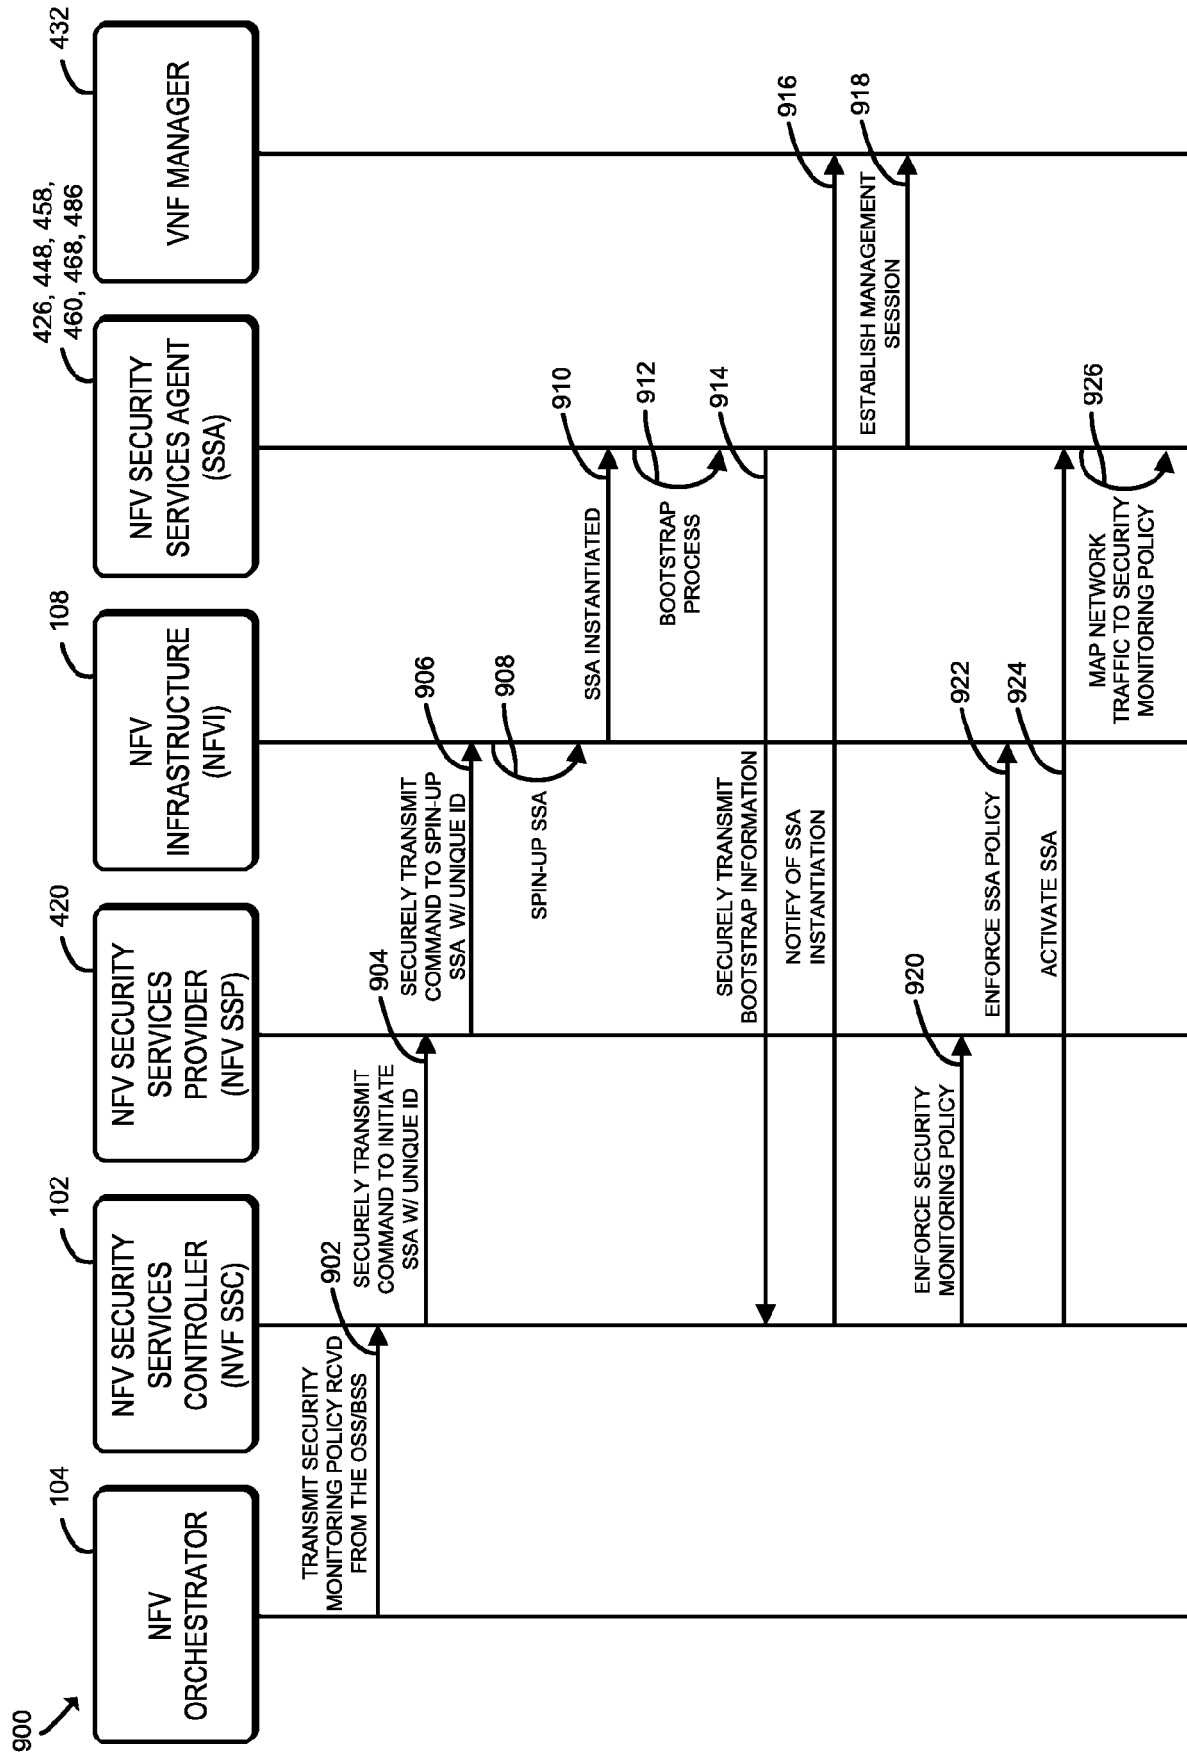 900
104
NFV
ORCHESTRATOR
102
NFV SECURITY
SERVICES
CONTROLLER
(NVF SSC)
420
NFV SECURITY
SERVICES
PROVIDER
(NFV SSP)
108
NFV
INFRASTRUCTURE
(NFVI)
426, 448, 458,
460, 468, 486
NFV SECURITY
SERVICES AGENT
(SSA)
432
VNF MANAGER
TRANSMIT SECURITY
MONITORING POLICY RCVD
FROM THE OSS/BSS
902
SECURELY TRANSMIT
COMMAND TO INITIATE
SSA W/ UNIQUE ID
904
SECURELY TRANSMIT
COMMAND TO SPIN-UP
SSA W/ UNIQUE ID
906
SPIN-UP SSA
908
SSA INSTANTIATED
910
BOOTSTRAP
PROCESS
912
SECURELY TRANSMIT
BOOTSTRAP INFORMATION
914
NOTIFY OF SSA
INSTANTIATION
916
ESTABLISH MANAGEMENT
SESSION
918
ENFORCE SECURITY
MONITORING POLICY
920
ENFORCE SSA POLICY
922
ACTIVATE SSA
924
MAP NETWORK
TRAFFIC TO SECURITY
MONITORING POLICY
926